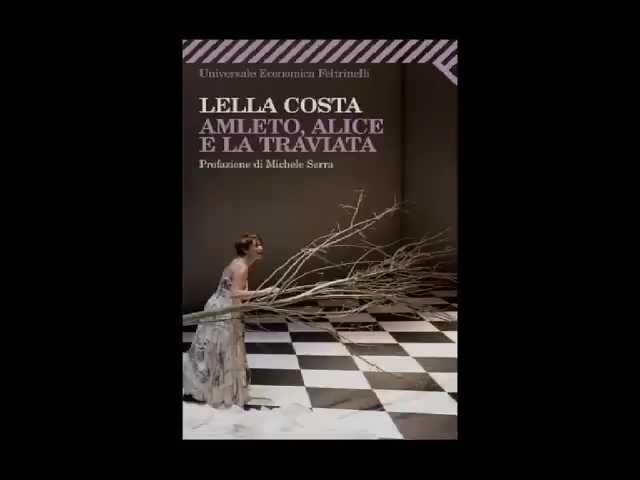 Universale Economica Feltrinelli
LELLA COSTA
AMLETO, ALICE
E LA TRAVIATA
Prefazione di Michele Serra